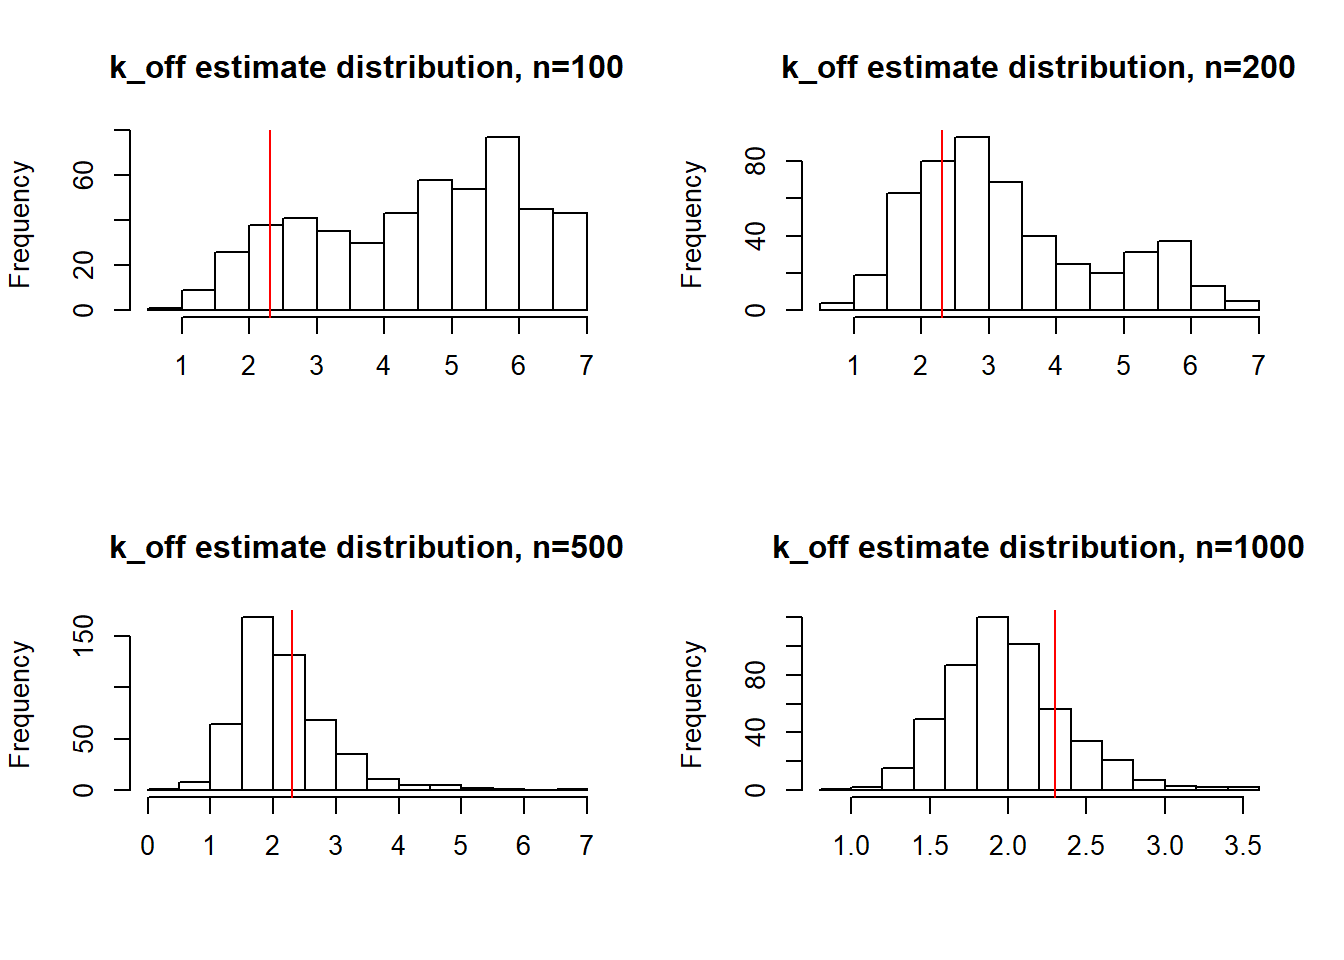 k_off estimate distribution, n=100
Frequency
0 20 60
1 2 3 4 5 6 7
k_off estimate distribution, n=200
Frequency
0 40 80
1 2 3 4 5 6 7
k_off estimate distribution, n=500
Frequency
0 50 150
0 1 2 3 4 5 6 7
k_off estimate distribution, n=1000
Frequency
0 40 80
1.0 1.5 2.0 2.5 3.0 3.5